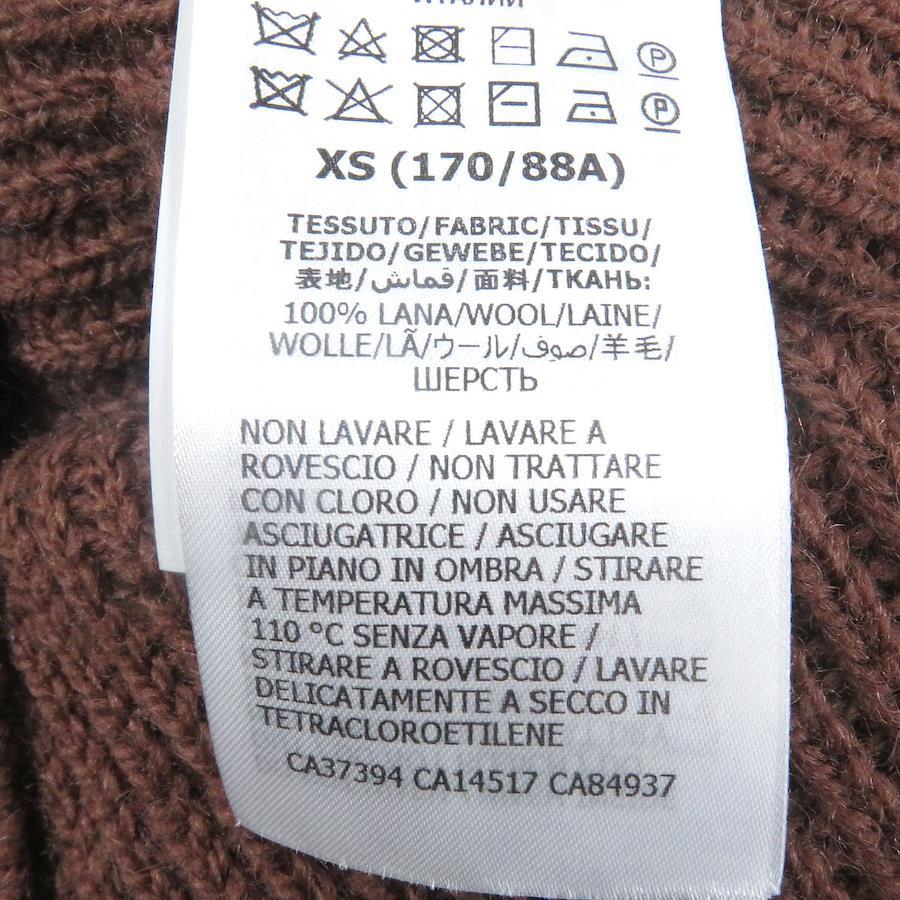 ИТАЛИИ
P
P
XS (170/88A)
TESSUTO/FABRIC/TISSU/
TEJIDO/GEWEBE/TECIDO/
表地/قماش/面料/ТКАНЬ:
100% LANA/WOOL/LAINE/
WOLLE/LÃ/ウール/صوف/羊毛/
ШЕРСТЬ
NON LAVARE / LAVARE A
ROVESCIO / NON TRATTARE
CON CLORO / NON USARE
ASCIUGATRICE / ASCIUGARE
IN PIANO IN OMBRA / STIRARE
A TEMPERATURA MASSIMA
110 °C SENZA VAPORE /
STIRARE A ROVESCIO / LAVARE
DELICATAMENTE A SECCO IN
TETRACLOROETILENE
CA37394 CA14517 CA84937